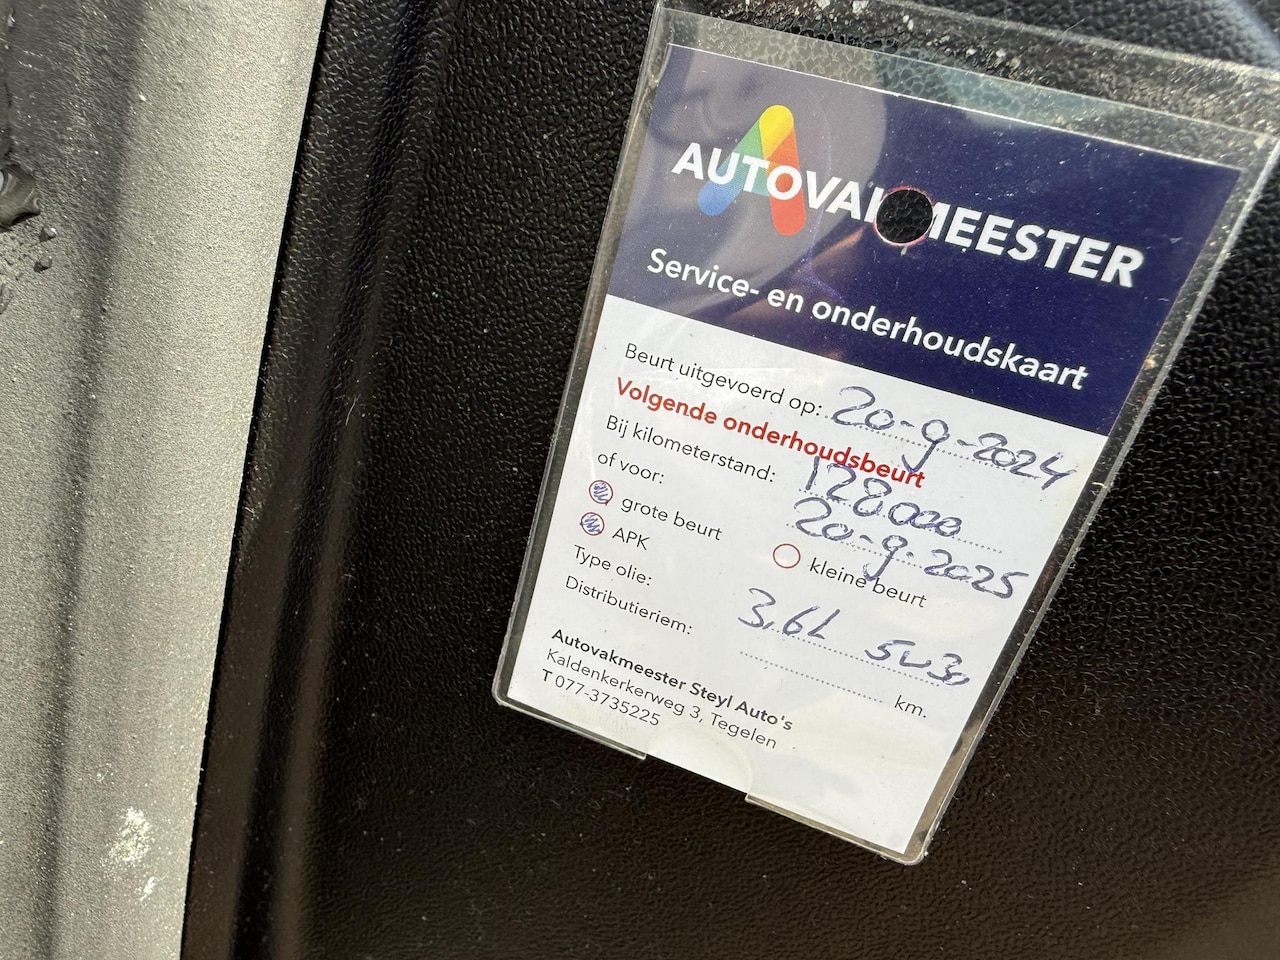 AUTOVAKMEESTER
Service- en onderhoudskaart
Beurt uitgevoerd op: 20-9-2024
Volgende onderhoudsbeurt
Bij kilometerstand: 128000
of voor: 20-9-2025
grote beurt
kleine beurt
APK
Type olie: 3,6L 5W30
Distributieriem: km.
Autovakmeester Steyl Auto's
Kaldenkerkerweg 3, Tegelen
T 077-3735225